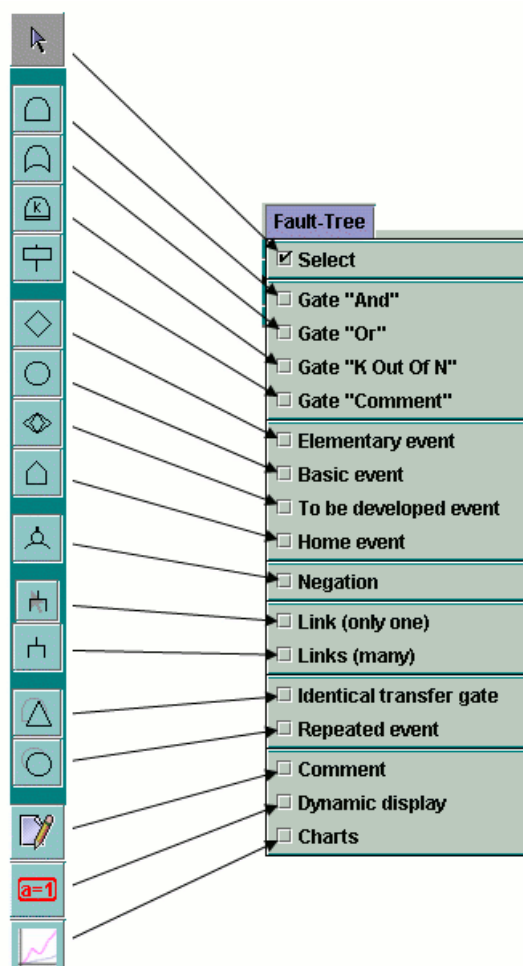 Fault-Tree
Select
Gate "And"
Gate "Or"
K
Gate "K Out Of N"
Gate "Comment"
Elementary event
Basic event
To be developed event
Home event
Negation
Link (only one)
Links (many)
Identical transfer gate
Repeated event
Comment
Dynamic display
Charts
a=1